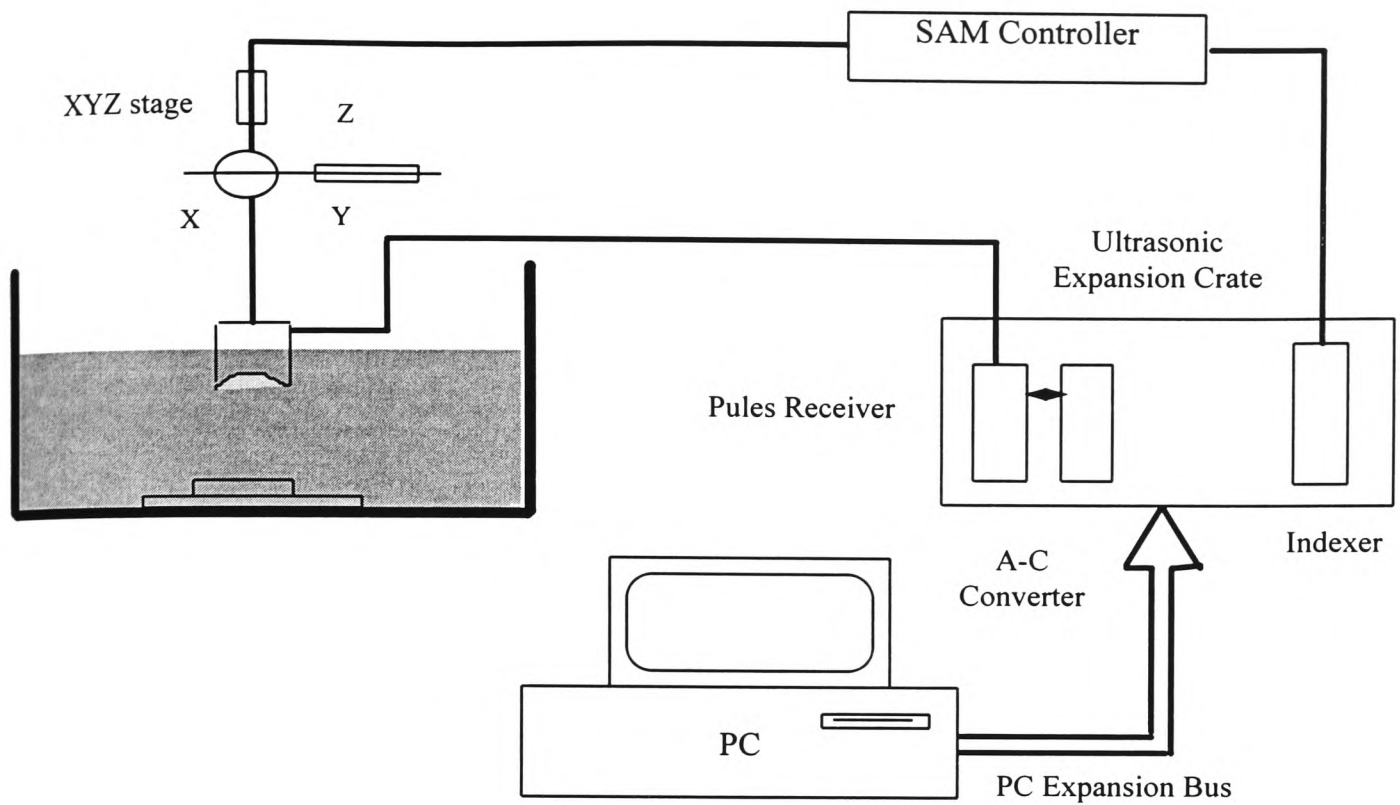 SAM Controller
XYZ stage
Z
X
Y
Ultrasonic
Expansion Crate
Pules Receiver
Indexer
A-C
Converter
PC
PC Expansion Bus